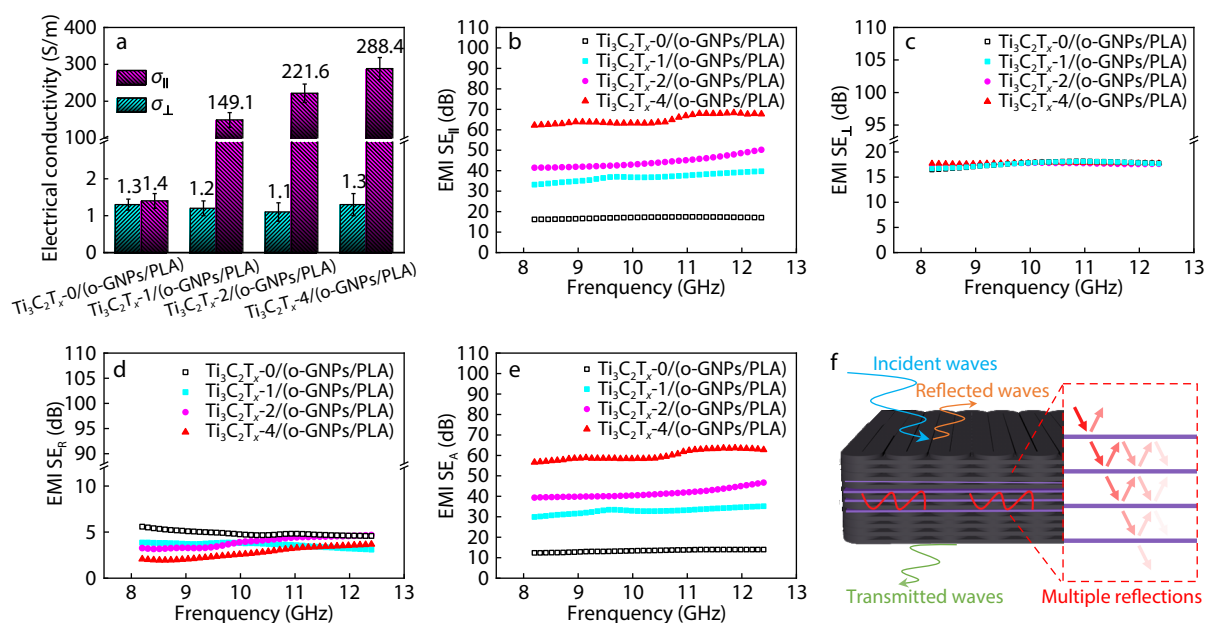 a
Electrical conductivity (S/m)
400
300
200
100
2
1
0
σ∥
σ⊥
1.3
1.4
1.2
149.1
1.1
221.6
1.3
288.4
Ti₃C₂Tₓ-0/(o-GNPs/PLA)
Ti₃C₂Tₓ-1/(o-GNPs/PLA)
Ti₃C₂Tₓ-2/(o-GNPs/PLA)
Ti₃C₂Tₓ-4/(o-GNPs/PLA)
b
EMI SE∥ (dB)
110
100
90
80
70
60
50
40
30
20
10
0
Ti₃C₂Tₓ-0/(o-GNPs/PLA)
Ti₃C₂Tₓ-1/(o-GNPs/PLA)
Ti₃C₂Tₓ-2/(o-GNPs/PLA)
Ti₃C₂Tₓ-4/(o-GNPs/PLA)
8 9 10 11 12 13
Frenquency (GHz)
c
EMI SE⊥ (dB)
110
105
100
95
20
15
10
5
0
Ti₃C₂Tₓ-0/(o-GNPs/PLA)
Ti₃C₂Tₓ-1/(o-GNPs/PLA)
Ti₃C₂Tₓ-2/(o-GNPs/PLA)
Ti₃C₂Tₓ-4/(o-GNPs/PLA)
8 9 10 11 12 13
Frenquency (GHz)
d
EMI SE_R (dB)
110
105
100
95
90
10
5
0
Ti₃C₂Tₓ-0/(o-GNPs/PLA)
Ti₃C₂Tₓ-1/(o-GNPs/PLA)
Ti₃C₂Tₓ-2/(o-GNPs/PLA)
Ti₃C₂Tₓ-4/(o-GNPs/PLA)
8 9 10 11 12 13
Frenquency (GHz)
e
EMI SE_A (dB)
110
100
90
80
70
60
50
40
30
20
10
0
Ti₃C₂Tₓ-0/(o-GNPs/PLA)
Ti₃C₂Tₓ-1/(o-GNPs/PLA)
Ti₃C₂Tₓ-2/(o-GNPs/PLA)
Ti₃C₂Tₓ-4/(o-GNPs/PLA)
8 9 10 11 12 13
Frenquency (GHz)
f
Incident waves
Reflected waves
Transmitted waves
Multiple reflections